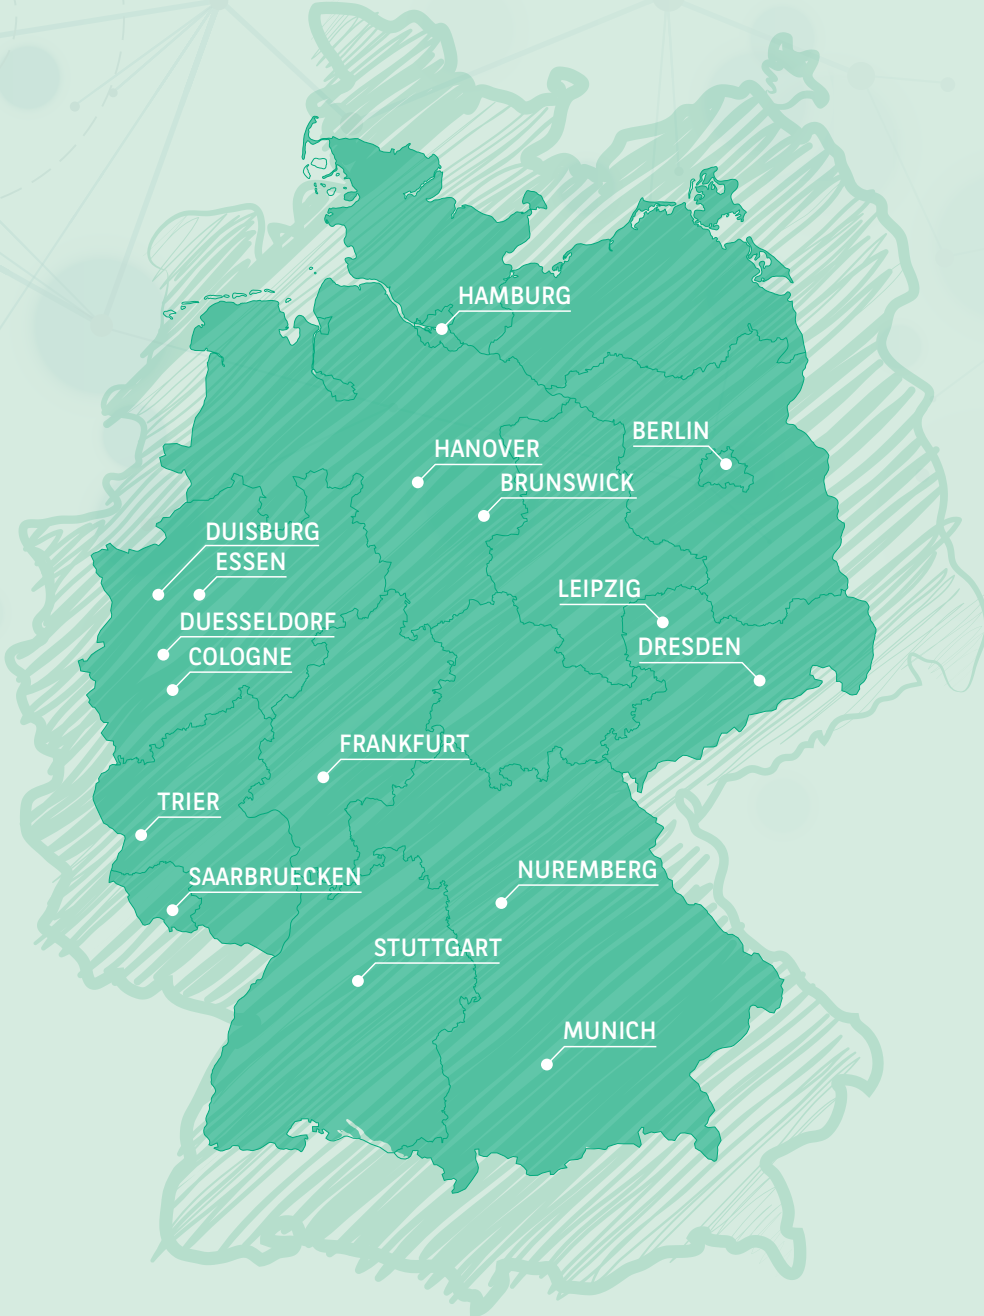 HAMBURG
BERLIN
HANOVER
BRUNSWICK
DUISBURG
ESSEN
LEIPZIG
DUESSELDORF
DRESDEN
COLOGNE
FRANKFURT
TRIER
NUREMBERG
SAARBRUECKEN
STUTTGART
MUNICH